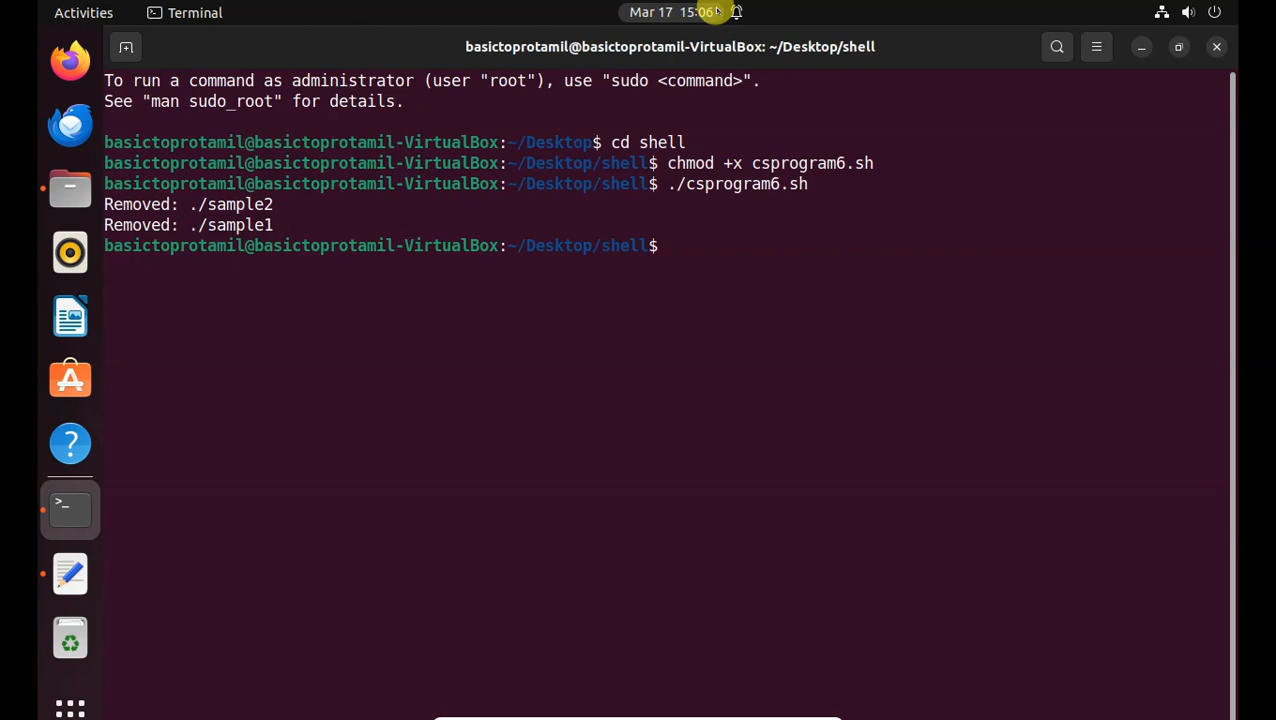 Activities Terminal Mar 17 15:06
basictoprotamil@basictoprotamil-VirtualBox: ~/Desktop/shell
To run a command as administrator (user "root"), use "sudo <command>".
See "man sudo_root" for details.
basictoprotamil@basictoprotamil-VirtualBox:~/Desktop$ cd shell
basictoprotamil@basictoprotamil-VirtualBox:~/Desktop/shell$ chmod +x csprogram6.sh
basictoprotamil@basictoprotamil-VirtualBox:~/Desktop/shell$ ./csprogram6.sh
Removed: ./sample2
Removed: ./sample1
basictoprotamil@basictoprotamil-VirtualBox:~/Desktop/shell$